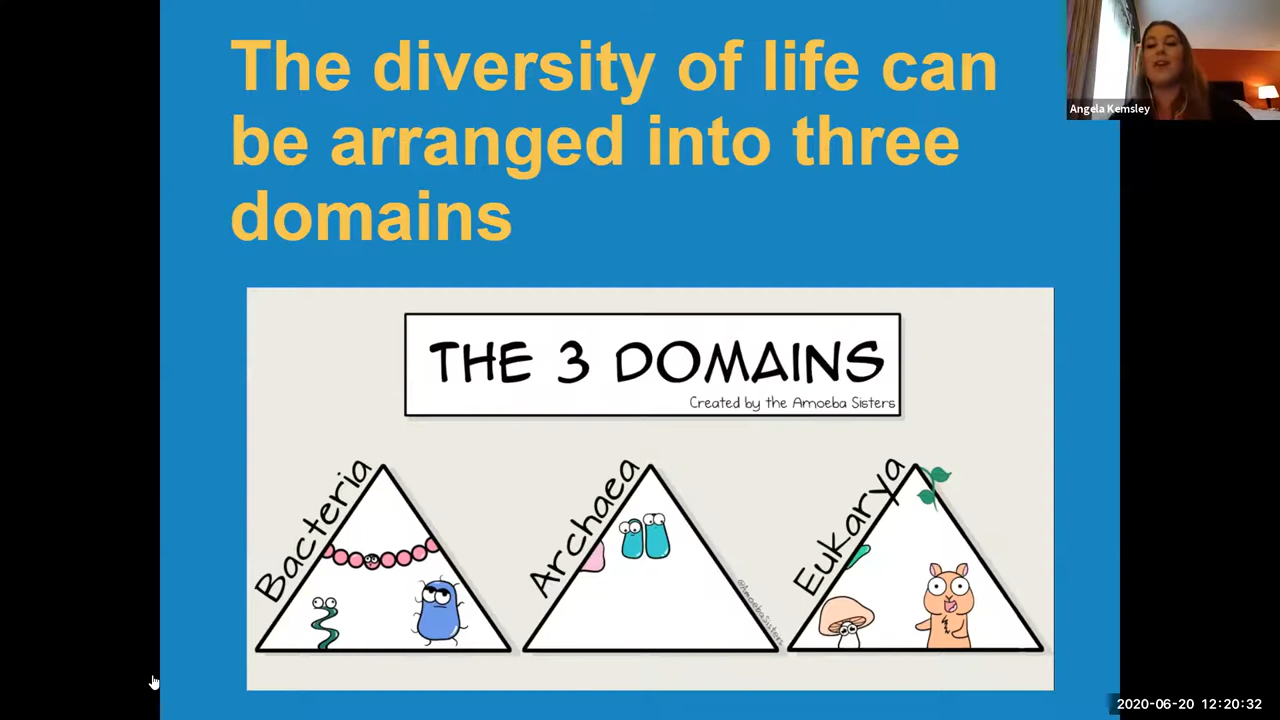 The diversity of life can
be arranged into three
domains
Angela Kemsley
THE 3 DOMAINS
Created by the Amoeba Sisters
Bacteria
Archaea
Eukarya
@AmoebaSisters
2020-06-20 12:20:32